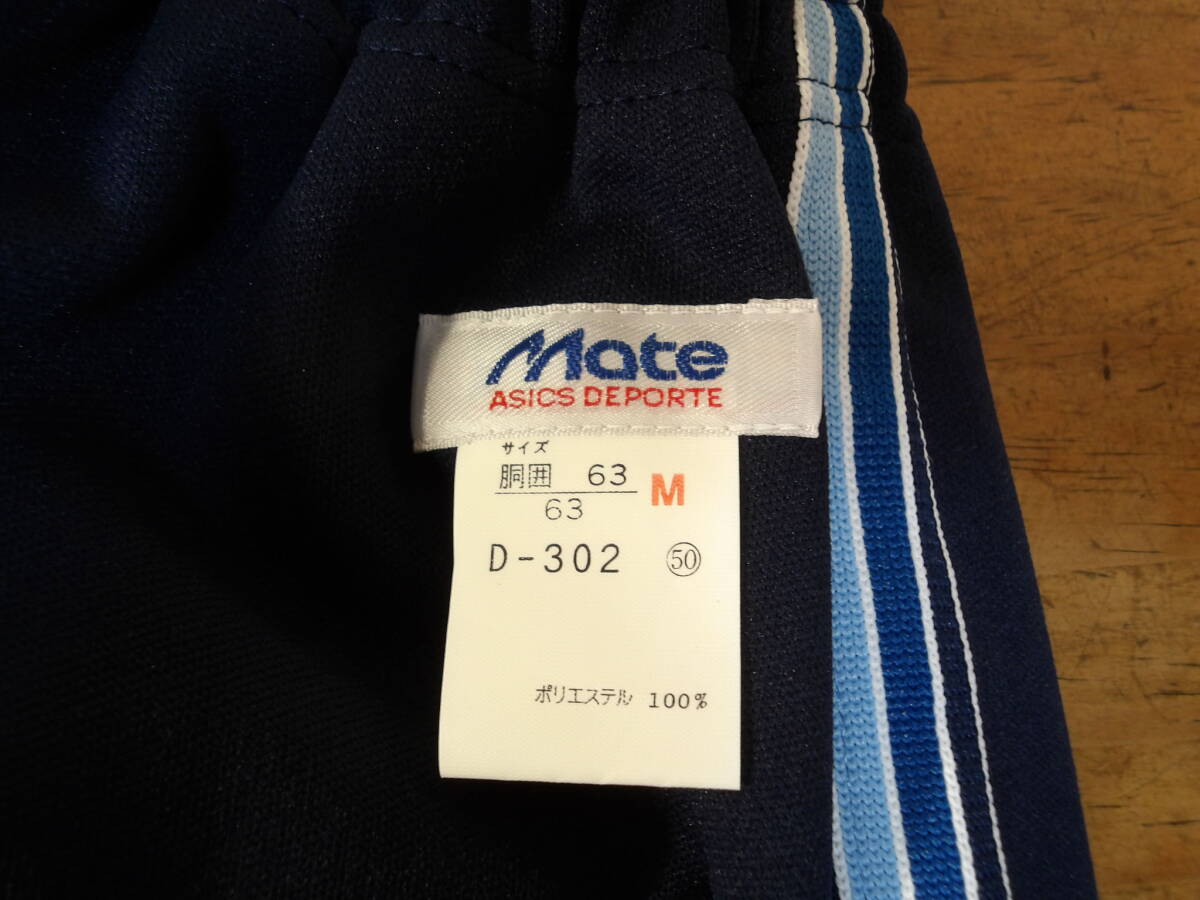 Mate
ASICS DEPORTE
サイズ
胴囲 63 M
63
D-302 ㊿
ポリエステル 100%